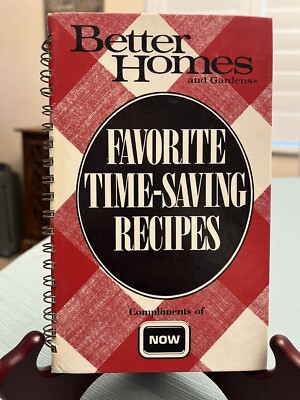 Better
Homes
and Gardens®
FAVORITE
TIME-SAVING
RECIPES
Compliments of
NOW